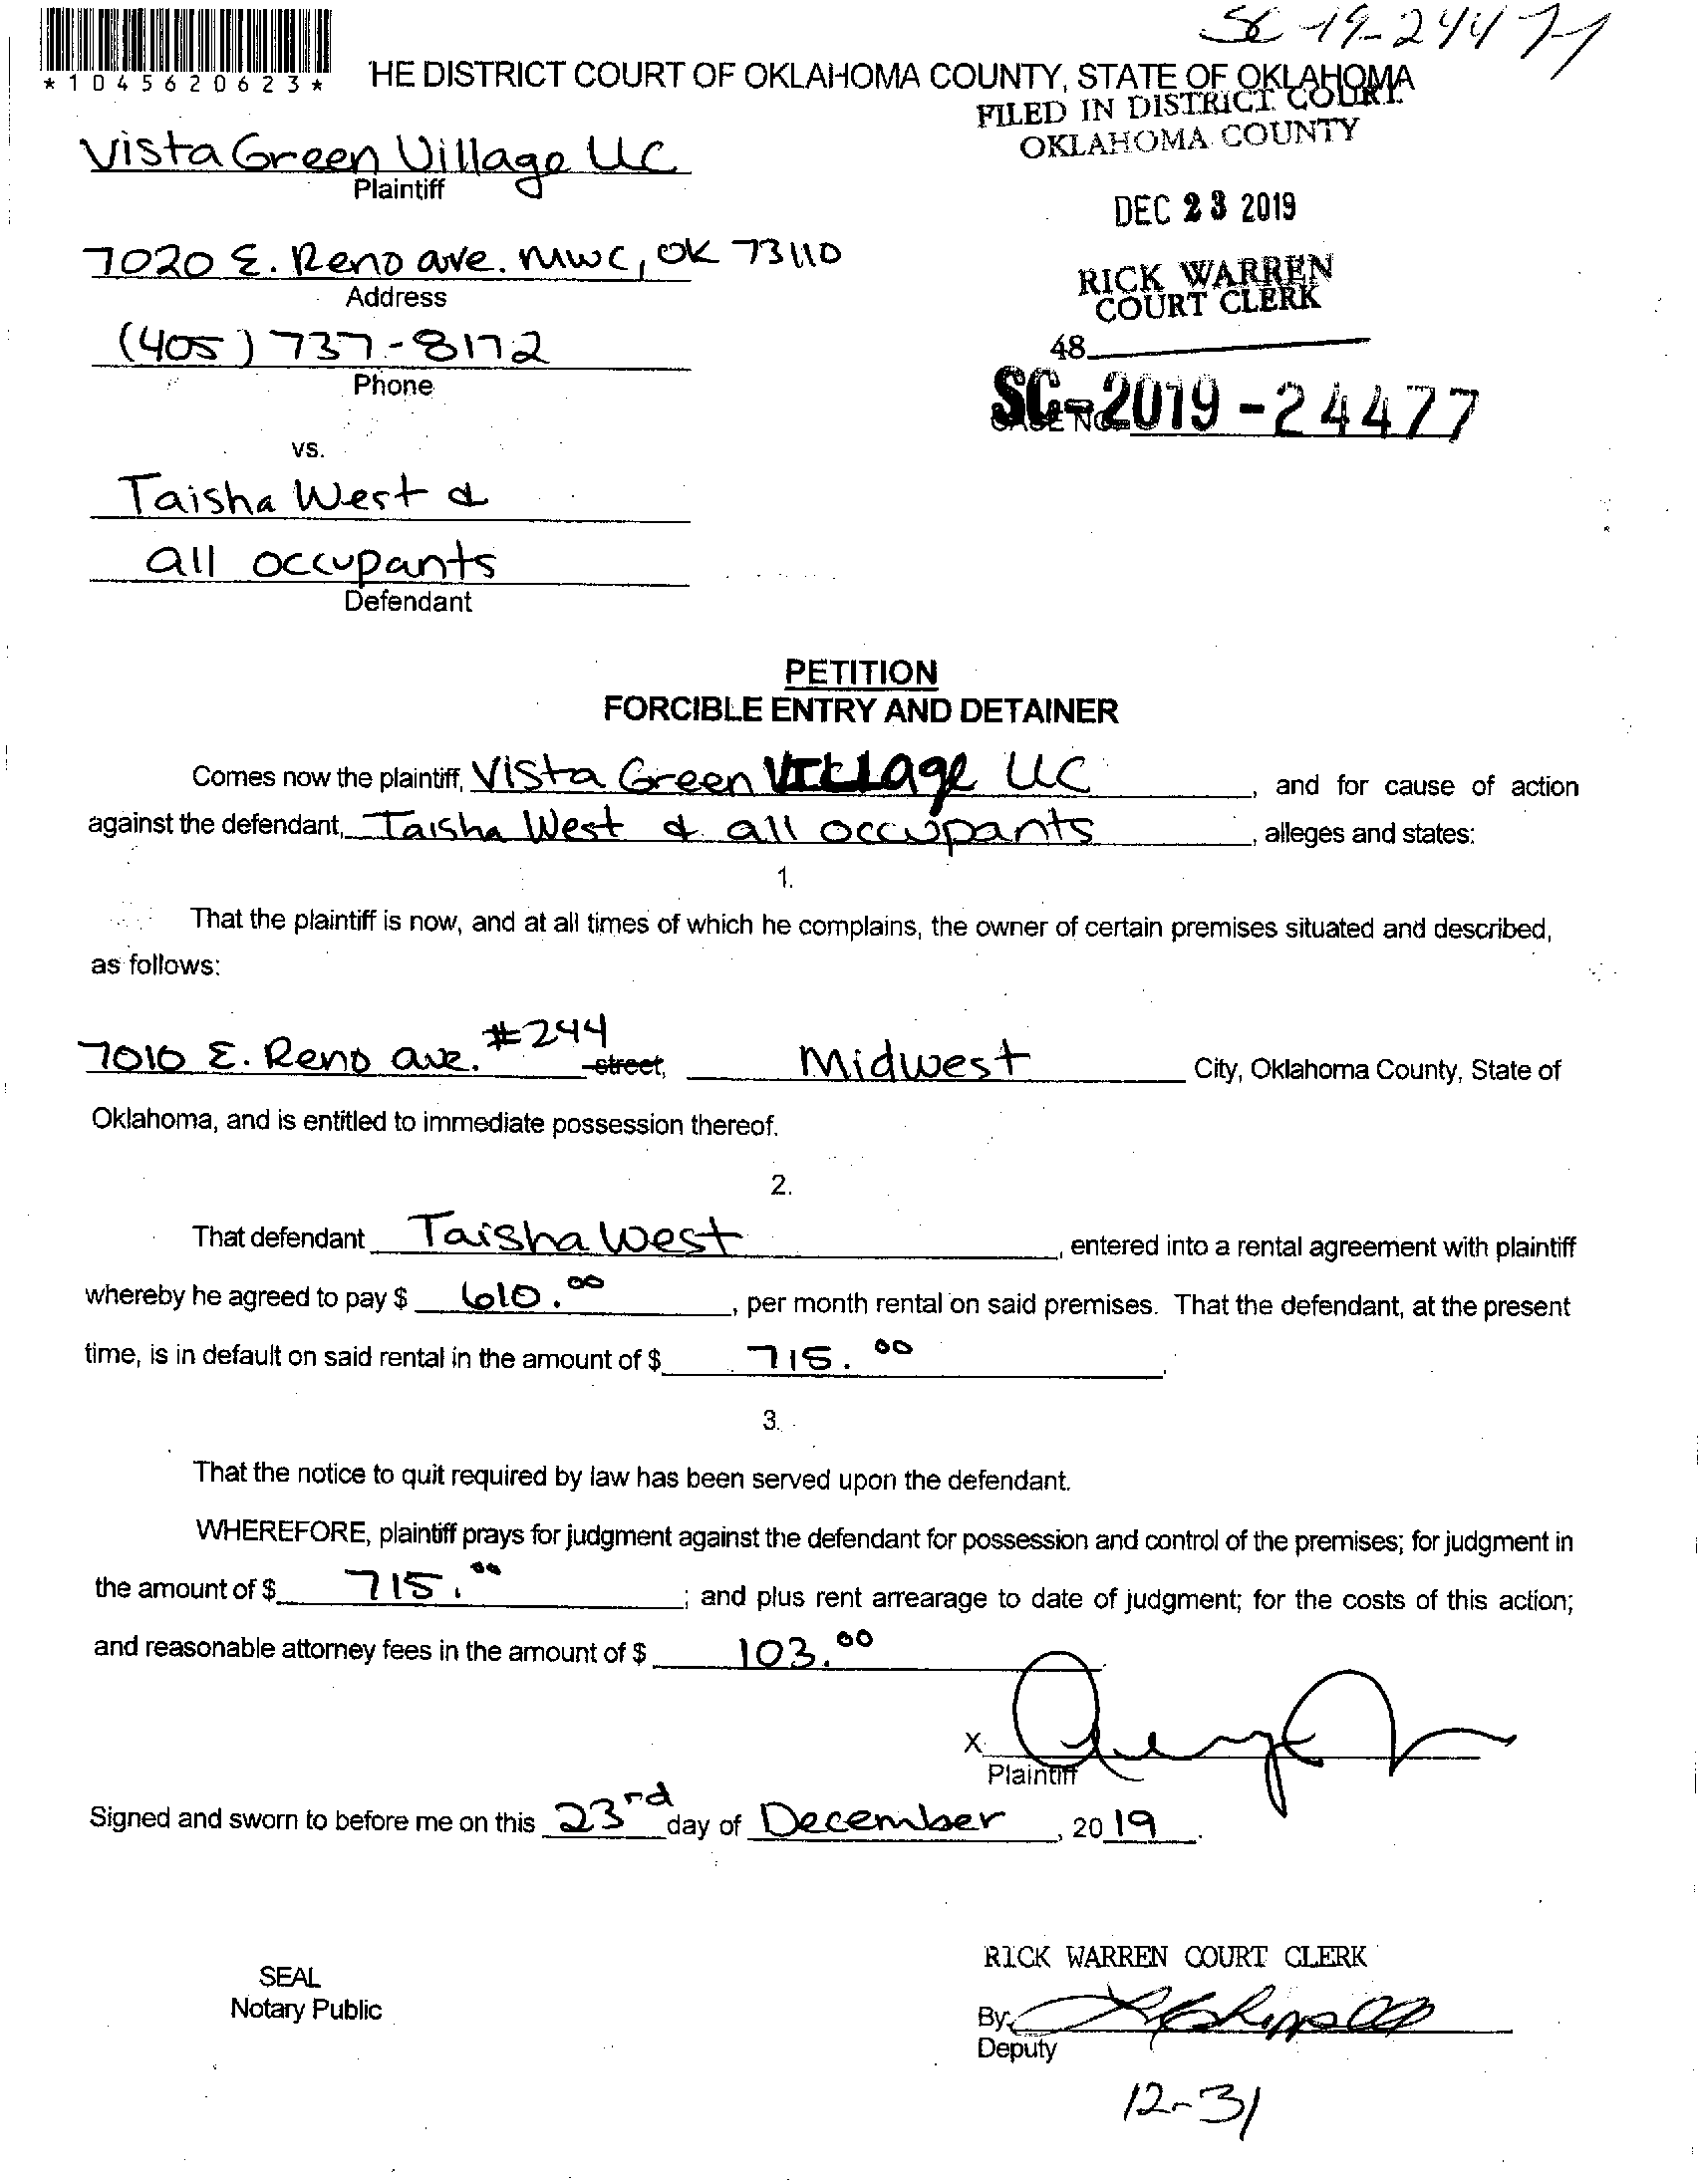 SC-19-24477-1
*1045620623*
HE DISTRICT COURT OF OKLAHOMA COUNTY, STATE OF OKLAHOMA
FILED IN DISTRICT COURT
OKLAHOMA COUNTY
Vista Green Village LLC
Plaintiff
DEC 23 2019
7020 E. Reno ave. MWC, OK 73110
Address
RICK WARREN
COURT CLERK
(405) 737-8172
Phone
48
SC-2019-24477
CASE NO.
vs.
Taisha West &
all occupants
Defendant
PETITION
FORCIBLE ENTRY AND DETAINER
Comes now the plaintiff, Vista Green VILLage LLC, and for cause of action
against the defendant, Taisha West & all occupants, alleges and states:
1.
That the plaintiff is now, and at all times of which he complains, the owner of certain premises situated and described,
as follows:
7010 E. Reno ave. #244 street, Midwest City, Oklahoma County, State of
Oklahoma, and is entitled to immediate possession thereof.
2.
That defendant Taisha West, entered into a rental agreement with plaintiff
whereby he agreed to pay $ 610.00, per month rental on said premises. That the defendant, at the present
time, is in default on said rental in the amount of $ 715.00.
3.
That the notice to quit required by law has been served upon the defendant.
WHEREFORE, plaintiff prays for judgment against the defendant for possession and control of the premises; for judgment in
the amount of $ 715.00; and plus rent arrearage to date of judgment; for the costs of this action;
and reasonable attorney fees in the amount of $ 103.00
X
Plaintiff
Signed and sworn to before me on this 23rd day of December, 2019.
RICK WARREN COURT CLERK
SEAL
Notary Public
By
Deputy
12-31